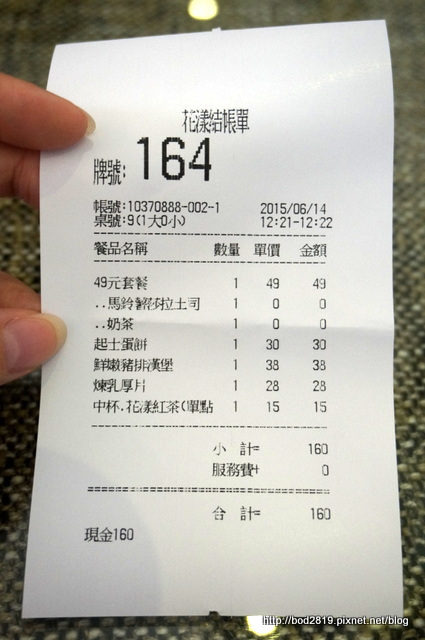 花漾結帳單
牌號: 164
帳號:10370888-002-1 2015/06/14
桌號:9(1大0小) 12:21-12:22
餐品名稱 數量 單價 金額
49元套餐 1 49 49
..馬鈴薯莎拉土司 1 0 0
..奶茶 1 0 0
起士蛋餅 1 30 30
鮮嫩豬排漢堡 1 38 38
煉乳厚片 1 28 28
中杯.花漾紅茶(單點 1 15 15
小 計= 160
服務費+ 0
合 計= 160
現金160
http://bod2819.pixnet.net/blog